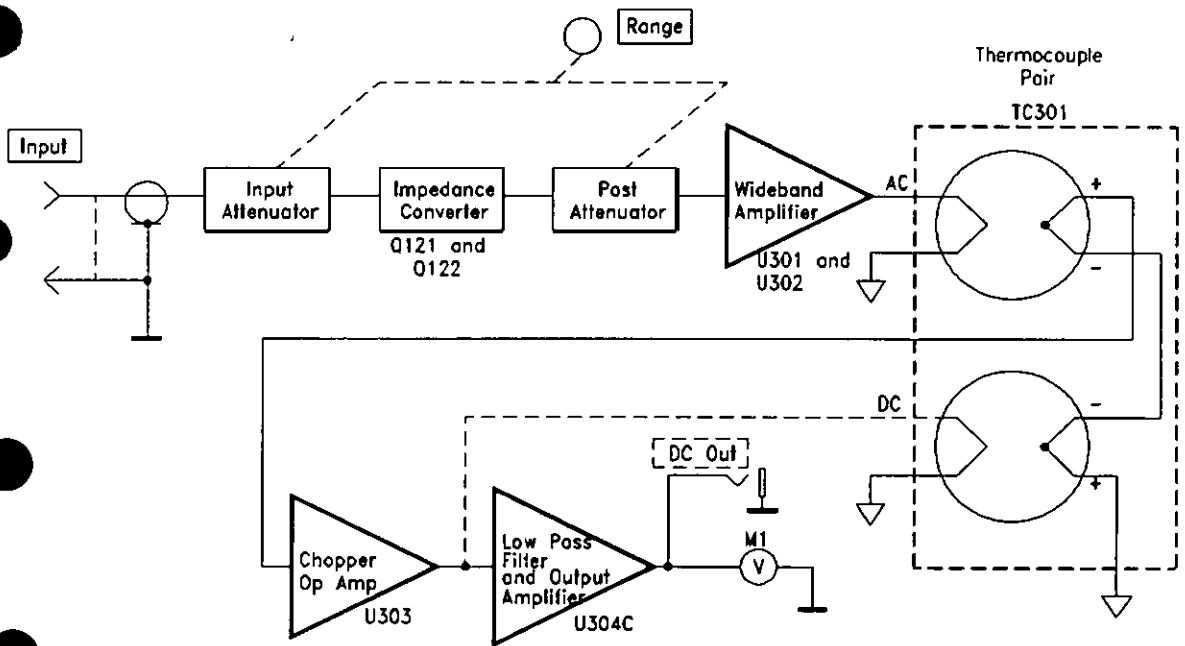 Range
Thermocouple
Pair
TC301
Input
Input
Attenuator
Impedance
Converter
Q121 and
Q122
Post
Attenuator
Wideband
Amplifier
U301 and
U302
AC
+
-
DC
-
+
DC Out
M1
V
Chopper
Op Amp
U303
Low Pass
Filter
and Output
Amplifier
U304C